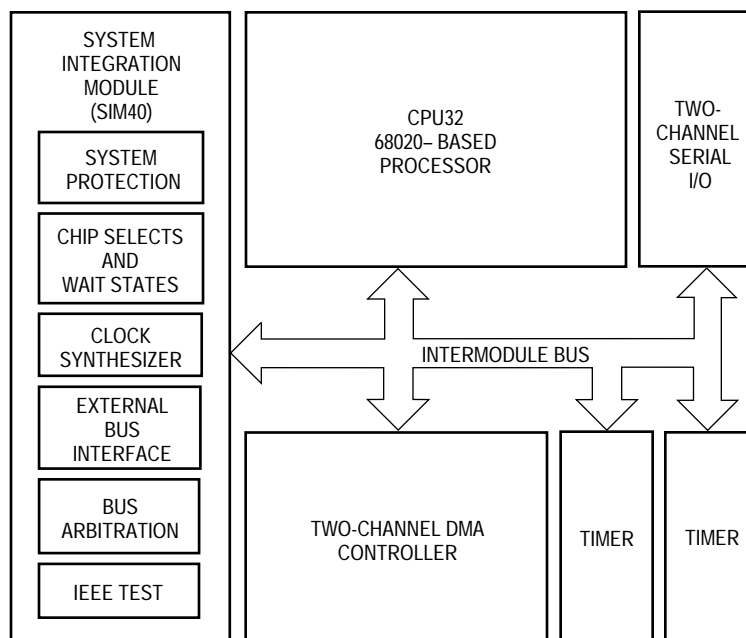 SYSTEM
INTEGRATION
MODULE
(SIM40)
SYSTEM
PROTECTION
CHIP SELECTS
AND
WAIT STATES
CLOCK
SYNTHESIZER
EXTERNAL
BUS
INTERFACE
BUS
ARBITRATION
IEEE TEST
CPU32
68020– BASED
PROCESSOR
TWO-
CHANNEL
SERIAL
I/O
INTERMODULE BUS
TWO-CHANNEL DMA
CONTROLLER
TIMER
TIMER